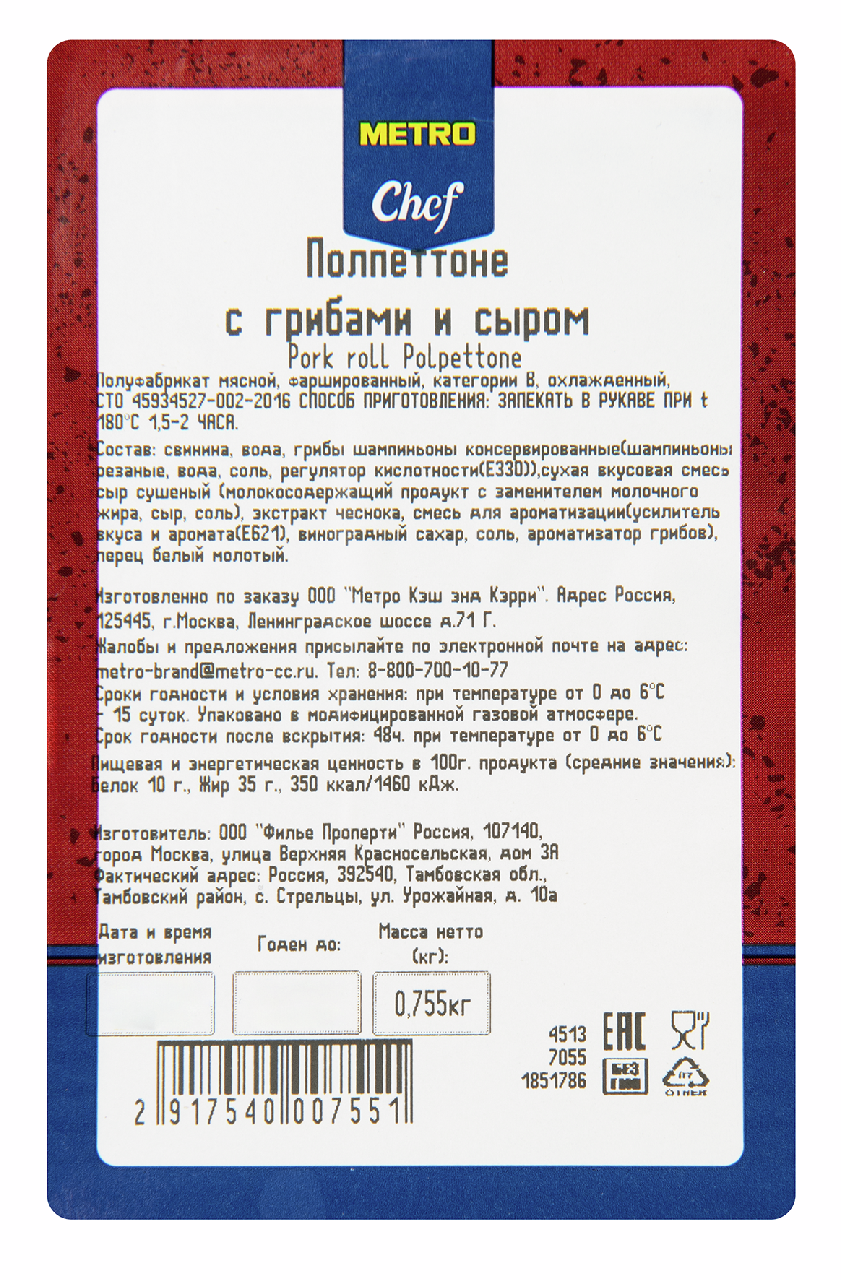 METRO
Chef
Полпеттоне
с грибами и сыром
Pork roll Polpettone
Полуфабрикат мясной, фаршированный, категории В, охлажденный,
СТО 45934527-002-2016 СПОСОБ ПРИГОТОВЛЕНИЯ: ЗАПЕКАТЬ В РУКАВЕ ПРИ t
180°C 1,5-2 ЧАСА.
Состав: свинина, вода, грибы шампиньоны консервированные(шампиньоны
резаные, вода, соль, регулятор кислотности(Е330)),сухая вкусовая смесь
сыр сушеный (молокосодержащий продукт с заменителем молочного
жира, сыр, соль), экстракт чеснока, смесь для ароматизации(усилитель
вкуса и аромата(Е621), виноградный сахар, соль, ароматизатор грибов),
перец белый молотый.
Изготовленно по заказу ООО "Метро Кэш энд Кэрри". Адрес Россия,
125445, г.Москва, Ленинградское шоссе д.71 Г.
Жалобы и предложения присылайте по электронной почте на адрес:
metro-brand@metro-cc.ru. Тел: 8-800-700-10-77
Сроки годности и условия хранения: при температуре от 0 до 6°C
- 15 суток. Упаковано в модифицированной газовой атмосфере.
Срок годности после вскрытия: 48ч. при температуре от 0 до 6°C
Пищевая и энергетическая ценность в 100г. продукта (средние значения):
Белок 10 г., Жир 35 г., 350 ккал/1460 кДж.
Изготовитель: ООО "Филье Проперти" Россия, 107140,
город Москва, улица Верхняя Красносельская, дом 3А
Фактический адрес: Россия, 392540, Тамбовская обл.,
Тамбовский район, с. Стрельцы, ул. Урожайная, д. 10а
Дата и время изготовления
Годен до:
Масса нетто (кг):
0,755кг
4513
7055
1851786
EAC
БЕЗ
ГМО
07
OTHER
2 917540 007551